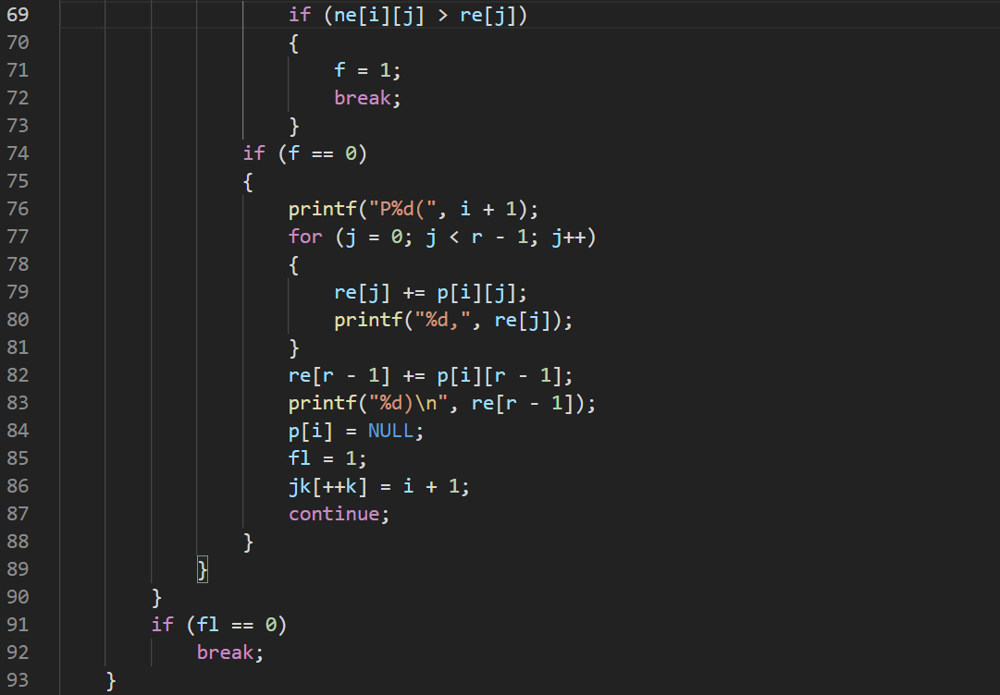 69 if (ne[i][j] > re[j])
70 {
71 f = 1;
72 break;
73 }
74 if (f == 0)
75 {
76 printf("P%d(", i + 1);
77 for (j = 0; j < r - 1; j++)
78 {
79 re[j] += p[i][j];
80 printf("%d,", re[j]);
81 }
82 re[r - 1] += p[i][r - 1];
83 printf("%d)\n", re[r - 1]);
84 p[i] = NULL;
85 fl = 1;
86 jk[++k] = i + 1;
87 continue;
88 }
89 }
90 }
91 if (fl == 0)
92 break;
93 }